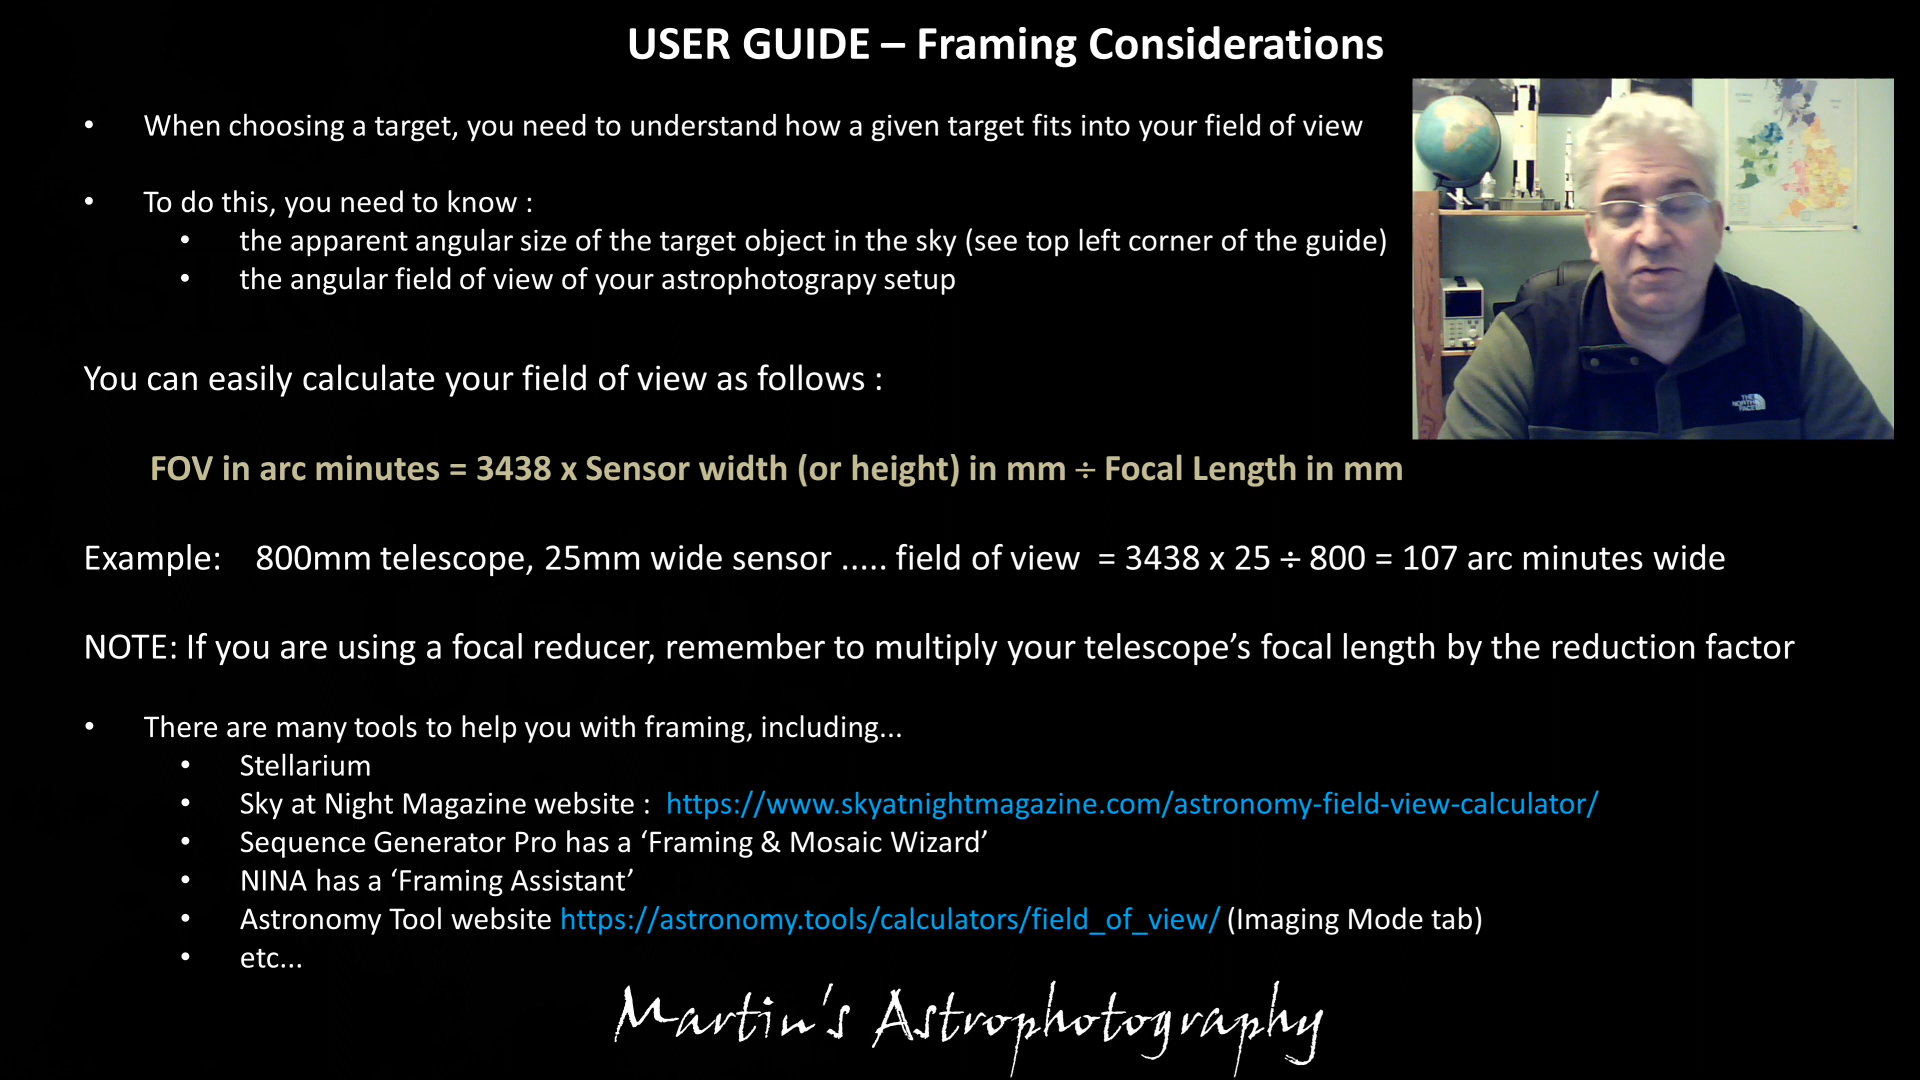 USER GUIDE – Framing Considerations
• When choosing a target, you need to understand how a given target fits into your field of view
• To do this, you need to know :
• the apparent angular size of the target object in the sky (see top left corner of the guide)
• the angular field of view of your astrophotograpy setup
You can easily calculate your field of view as follows :
FOV in arc minutes = 3438 x Sensor width (or height) in mm ÷ Focal Length in mm
Example: 800mm telescope, 25mm wide sensor ..... field of view = 3438 x 25 ÷ 800 = 107 arc minutes wide
NOTE: If you are using a focal reducer, remember to multiply your telescope’s focal length by the reduction factor
• There are many tools to help you with framing, including...
• Stellarium
• Sky at Night Magazine website : https://www.skyatnightmagazine.com/astronomy-field-view-calculator/
• Sequence Generator Pro has a ‘Framing & Mosaic Wizard’
• NINA has a ‘Framing Assistant’
• Astronomy Tool website https://astronomy.tools/calculators/field_of_view/ (Imaging Mode tab)
• etc...
Martin's Astrophotography
THE
NORTH
FACE